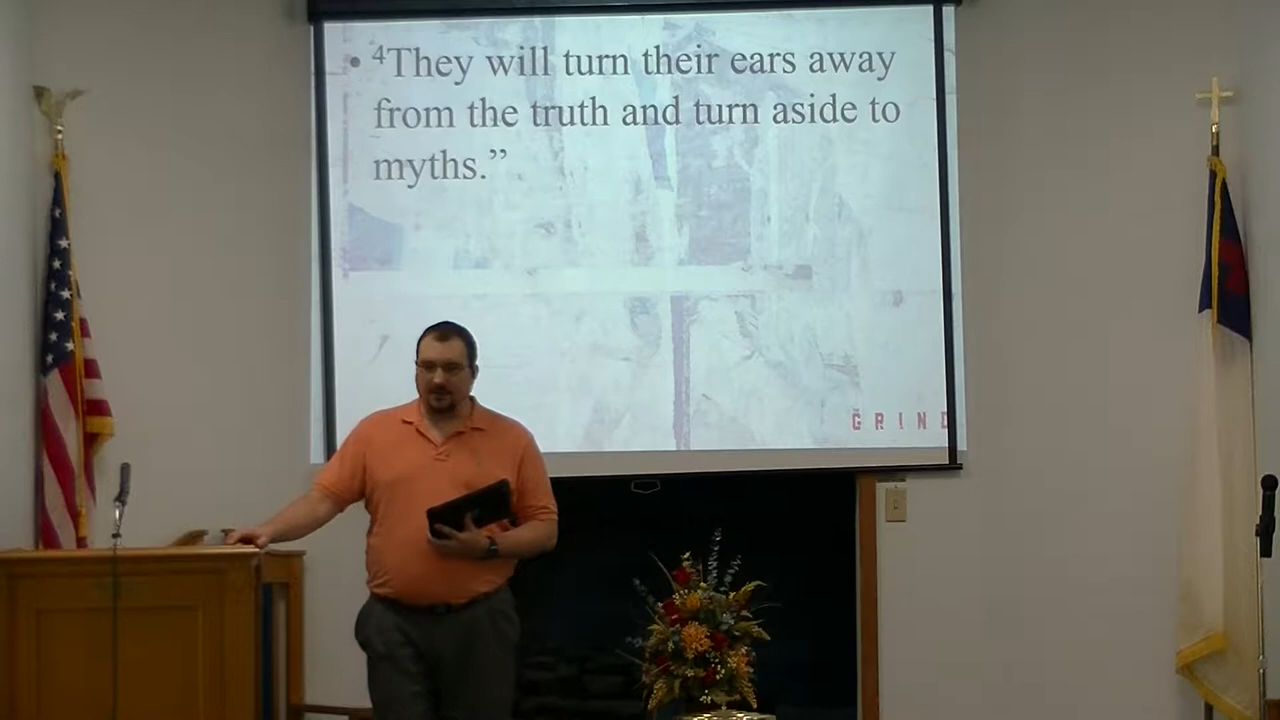 • ⁴They will turn their ears away
from the truth and turn aside to
myths.”
GRIND